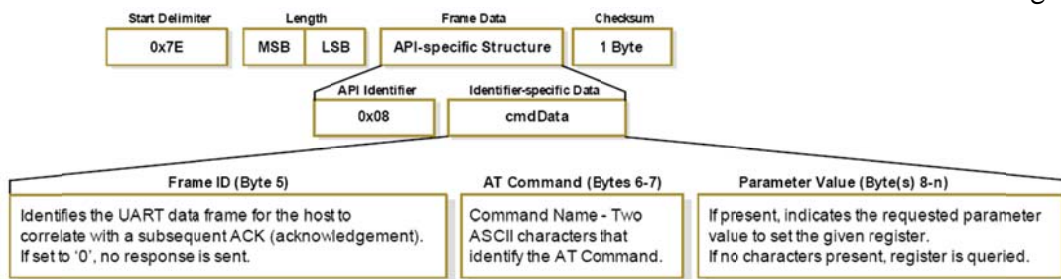 Start Delimiter Length Frame Data Checksum
0x7E MSB LSB API-specific Structure 1 Byte
API Identifier Identifier-specific Data
0x08 cmdData
Frame ID (Byte 5)
Identifies the UART data frame for the host to
correlate with a subsequent ACK (acknowledgement).
If set to '0', no response is sent.
AT Command (Bytes 6-7)
Command Name - Two
ASCII characters that
identify the AT Command.
Parameter Value (Byte(s) 8-n)
If present, indicates the requested parameter
value to set the given register.
If no characters present, register is queried.